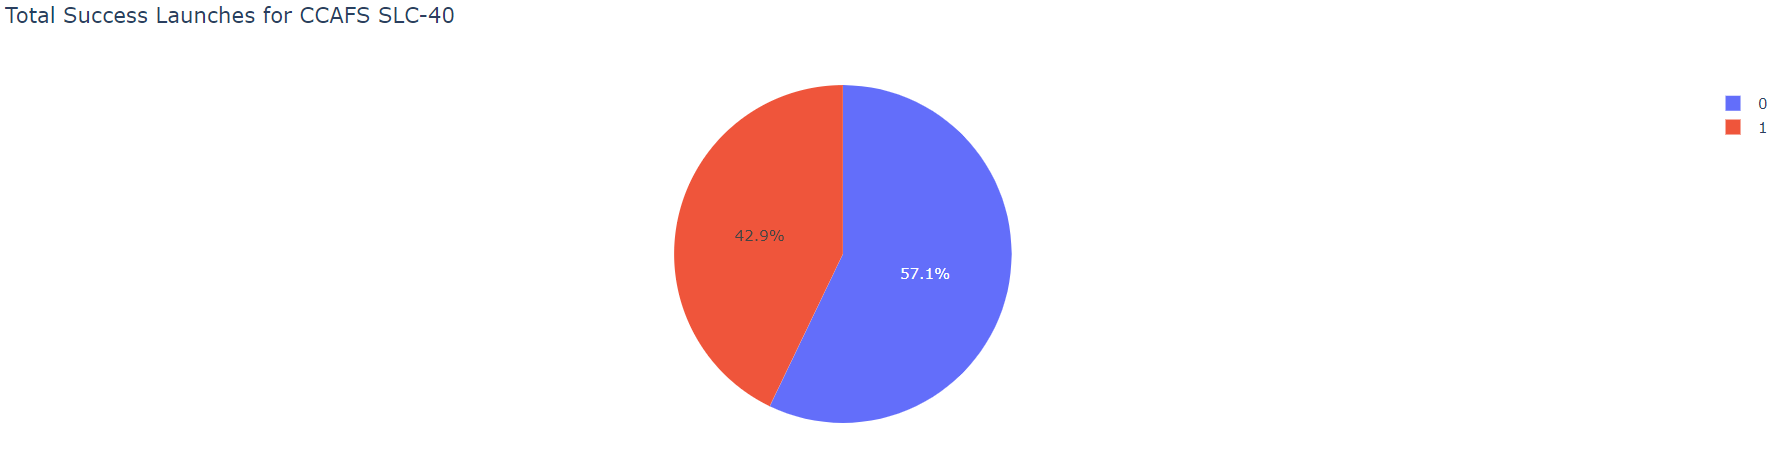 Total Success Launches for CCAFS SLC-40
0
1
42.9%
57.1%